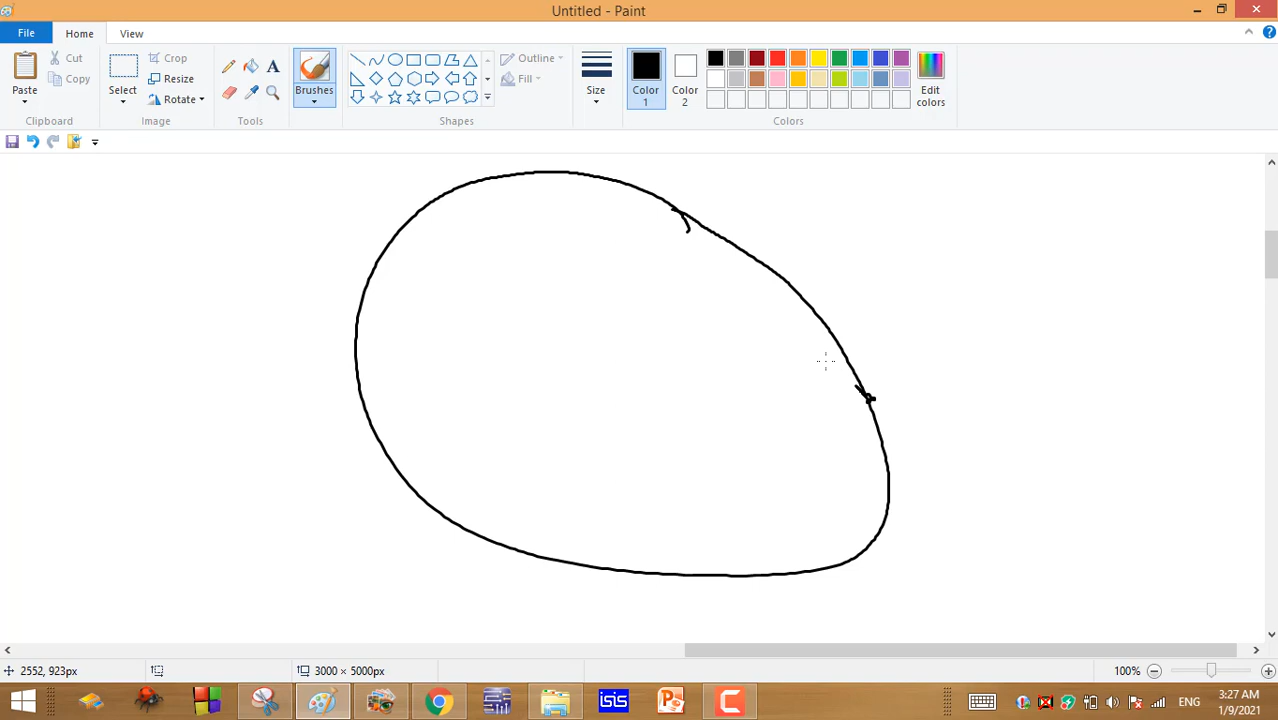 Untitled - Paint
File
Home
View
Paste
Cut
Copy
Clipboard
Select
Crop
Resize
Rotate
Image
A
Tools
Brushes
Outline
Fill
Shapes
Size
Color 1
Color 2
Edit colors
Colors
2552, 923px
3000 × 5000px
100%
isis
ENG
3:27 AM
1/9/2021